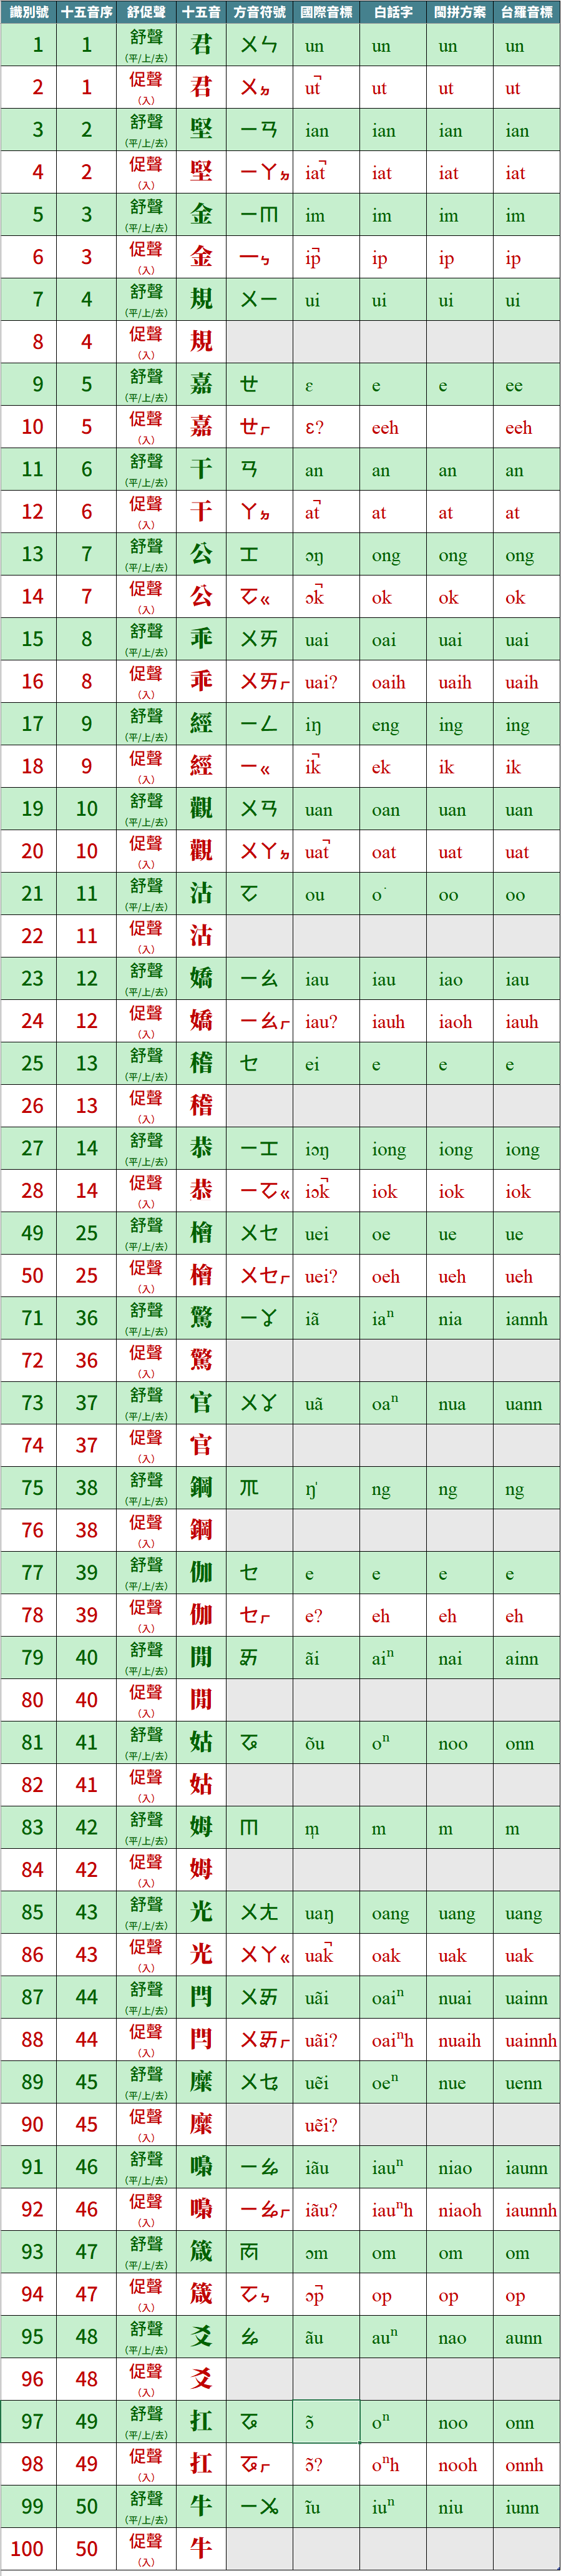 識別號 十五音序 舒促聲 十五音 方音符號 國際音標 白話字 閩拼方案 台羅音標
1 1 舒聲 (平/上/去) 君 ㄨㄣ un un un un
2 1 促聲 (入) 君 ㄨㆵ ut̚ ut ut ut
3 2 舒聲 (平/上/去) 堅 ㄧㄢ ian ian ian ian
4 2 促聲 (入) 堅 ㄧㄚㆵ iat̚ iat iat iat
5 3 舒聲 (平/上/去) 金 ㄧㆬ im im im im
6 3 促聲 (入) 金 ㄧㆴ ip̚ ip ip ip
7 4 舒聲 (平/上/去) 規 ㄨㄧ ui ui ui ui
8 4 促聲 (入) 規
9 5 舒聲 (平/上/去) 嘉 ㄝ ɛ e e ee
10 5 促聲 (入) 嘉 ㄝㆷ ɛ? eeh eeh
11 6 舒聲 (平/上/去) 干 ㄢ an an an an
12 6 促聲 (入) 干 ㄚㆵ at̚ at at at
13 7 舒聲 (平/上/去) 公 ㆲ ɔŋ ong ong ong
14 7 促聲 (入) 公 ㆦㆶ ɔk̚ ok ok ok
15 8 舒聲 (平/上/去) 乖 ㄨㄞ uai oai uai uai
16 8 促聲 (入) 乖 ㄨㄞㆷ uai? oaih uaih uaih
17 9 舒聲 (平/上/去) 經 ㄧㄥ iŋ eng ing ing
18 9 促聲 (入) 經 ㄧㆶ ik̚ ek ik ik
19 10 舒聲 (平/上/去) 觀 ㄨㄢ uan oan uan uan
20 10 促聲 (入) 觀 ㄨㄚㆵ uat̚ oat uat uat
21 11 舒聲 (平/上/去) 沽 ㆦ ou o͘ oo oo
22 11 促聲 (入) 沽
23 12 舒聲 (平/上/去) 嬌 ㄧㄠ iau iau iao iau
24 12 促聲 (入) 嬌 ㄧㄠㆷ iau? iauh iaoh iauh
25 13 舒聲 (平/上/去) 稽 ㆤ ei e e e
26 13 促聲 (入) 稽
27 14 舒聲 (平/上/去) 恭 ㄧㆲ iɔŋ iong iong iong
28 14 促聲 (入) 恭 ㄧㆦㆶ iɔk̚ iok iok iok
49 25 舒聲 (平/上/去) 檜 ㄨㆤ uei oe ue ue
50 25 促聲 (入) 檜 ㄨㆤㆷ uei? oeh ueh ueh
71 36 舒聲 (平/上/去) 驚 ㄧㆩ iã iaⁿ nia iannh
72 36 促聲 (入) 驚
73 37 舒聲 (平/上/去) 官 ㄨㆩ uã oaⁿ nua uann
74 37 促聲 (入) 官
75 38 舒聲 (平/上/去) 鋼 ㆭ ŋ̍ ng ng ng
76 38 促聲 (入) 鋼
77 39 舒聲 (平/上/去) 伽 ㆤ e e e e
78 39 促聲 (入) 伽 ㆤㆷ e? eh eh eh
79 40 舒聲 (平/上/去) 閒 ㆮ ãi aiⁿ nai ainn
80 40 促聲 (入) 閒
81 41 舒聲 (平/上/去) 姑 ㆧ õu oⁿ noo onn
82 41 促聲 (入) 姑
83 42 舒聲 (平/上/去) 姆 ㆬ m̩ m m m
84 42 促聲 (入) 姆
85 43 舒聲 (平/上/去) 光 ㄨㄤ uaŋ oang uang uang
86 43 促聲 (入) 光 ㄨㄚㆶ uak̚ oak uak uak
87 44 舒聲 (平/上/去) 閂 ㄨㆮ uãi oaiⁿ nuai uainn
88 44 促聲 (入) 閂 ㄨㆮㆷ uãi? oaiⁿh nuaih uainnh
89 45 舒聲 (平/上/去) 糜 ㄨㆥ uẽi oeⁿ nue uenn
90 45 促聲 (入) 糜 uẽi?
91 46 舒聲 (平/上/去) 嘄 ㄧㆯ iãu iauⁿ niao iaunn
92 46 促聲 (入) 嘄 ㄧㆯㆷ iãu? iauⁿh niaoh iaunnh
93 47 舒聲 (平/上/去) 箴 ㆱ ɔm om om om
94 47 促聲 (入) 箴 ㆦㆴ ɔp̚ op op op
95 48 舒聲 (平/上/去) 爻 ㆯ ãu auⁿ nao aunn
96 48 促聲 (入) 爻
97 49 舒聲 (平/上/去) 扛 ㆧ ɔ̃ oⁿ noo onn
98 49 促聲 (入) 扛 ㆧㆷ ɔ̃? oⁿh nooh onnh
99 50 舒聲 (平/上/去) 牛 ㄧㆫ ĩu iuⁿ niu iunn
100 50 促聲 (入) 牛